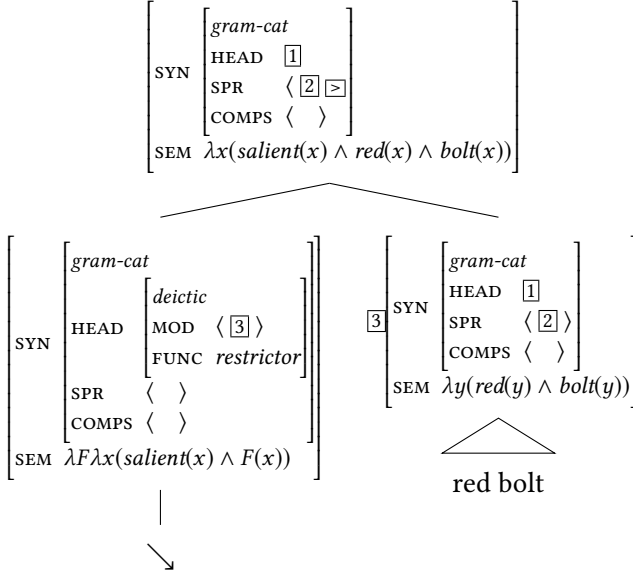 gram-cat
HEAD 1
SYN SPR ⟨ 2 >
COMPS ⟨ ⟩
SEM λx(salient(x) ∧ red(x) ∧ bolt(x))
gram-cat
deictic
HEAD MOD ⟨ 3 ⟩
FUNC restrictor
SYN
SPR ⟨ ⟩
COMPS ⟨ ⟩
SEM λFλx(salient(x) ∧ F(x))
↘
gram-cat
HEAD 1
3 SYN SPR ⟨ 2 ⟩
COMPS ⟨ ⟩
SEM λy(red(y) ∧ bolt(y))
red bolt